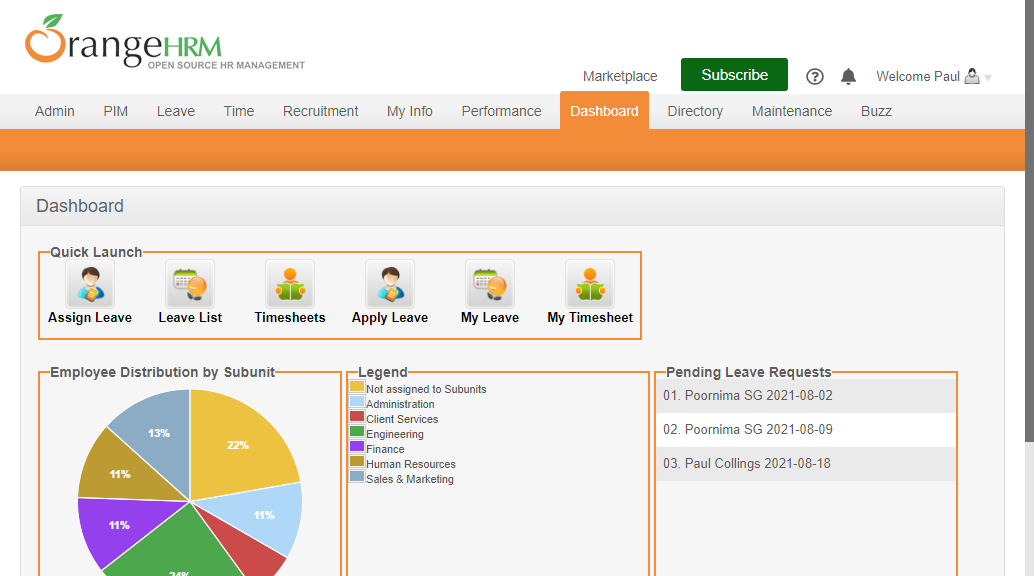 OrangeHRM
OPEN SOURCE HR MANAGEMENT
Marketplace Subscribe ? Welcome Paul
Admin PIM Leave Time Recruitment My Info Performance Dashboard Directory Maintenance Buzz
Dashboard
Quick Launch
Assign Leave Leave List Timesheets Apply Leave My Leave My Timesheet
Employee Distribution by Subunit
13%
22%
11%
11%
11%
24%
Legend
Not assigned to Subunits
Administration
Client Services
Engineering
Finance
Human Resources
Sales & Marketing
Pending Leave Requests
01. Poornima SG 2021-08-02
02. Poornima SG 2021-08-09
03. Paul Collings 2021-08-18